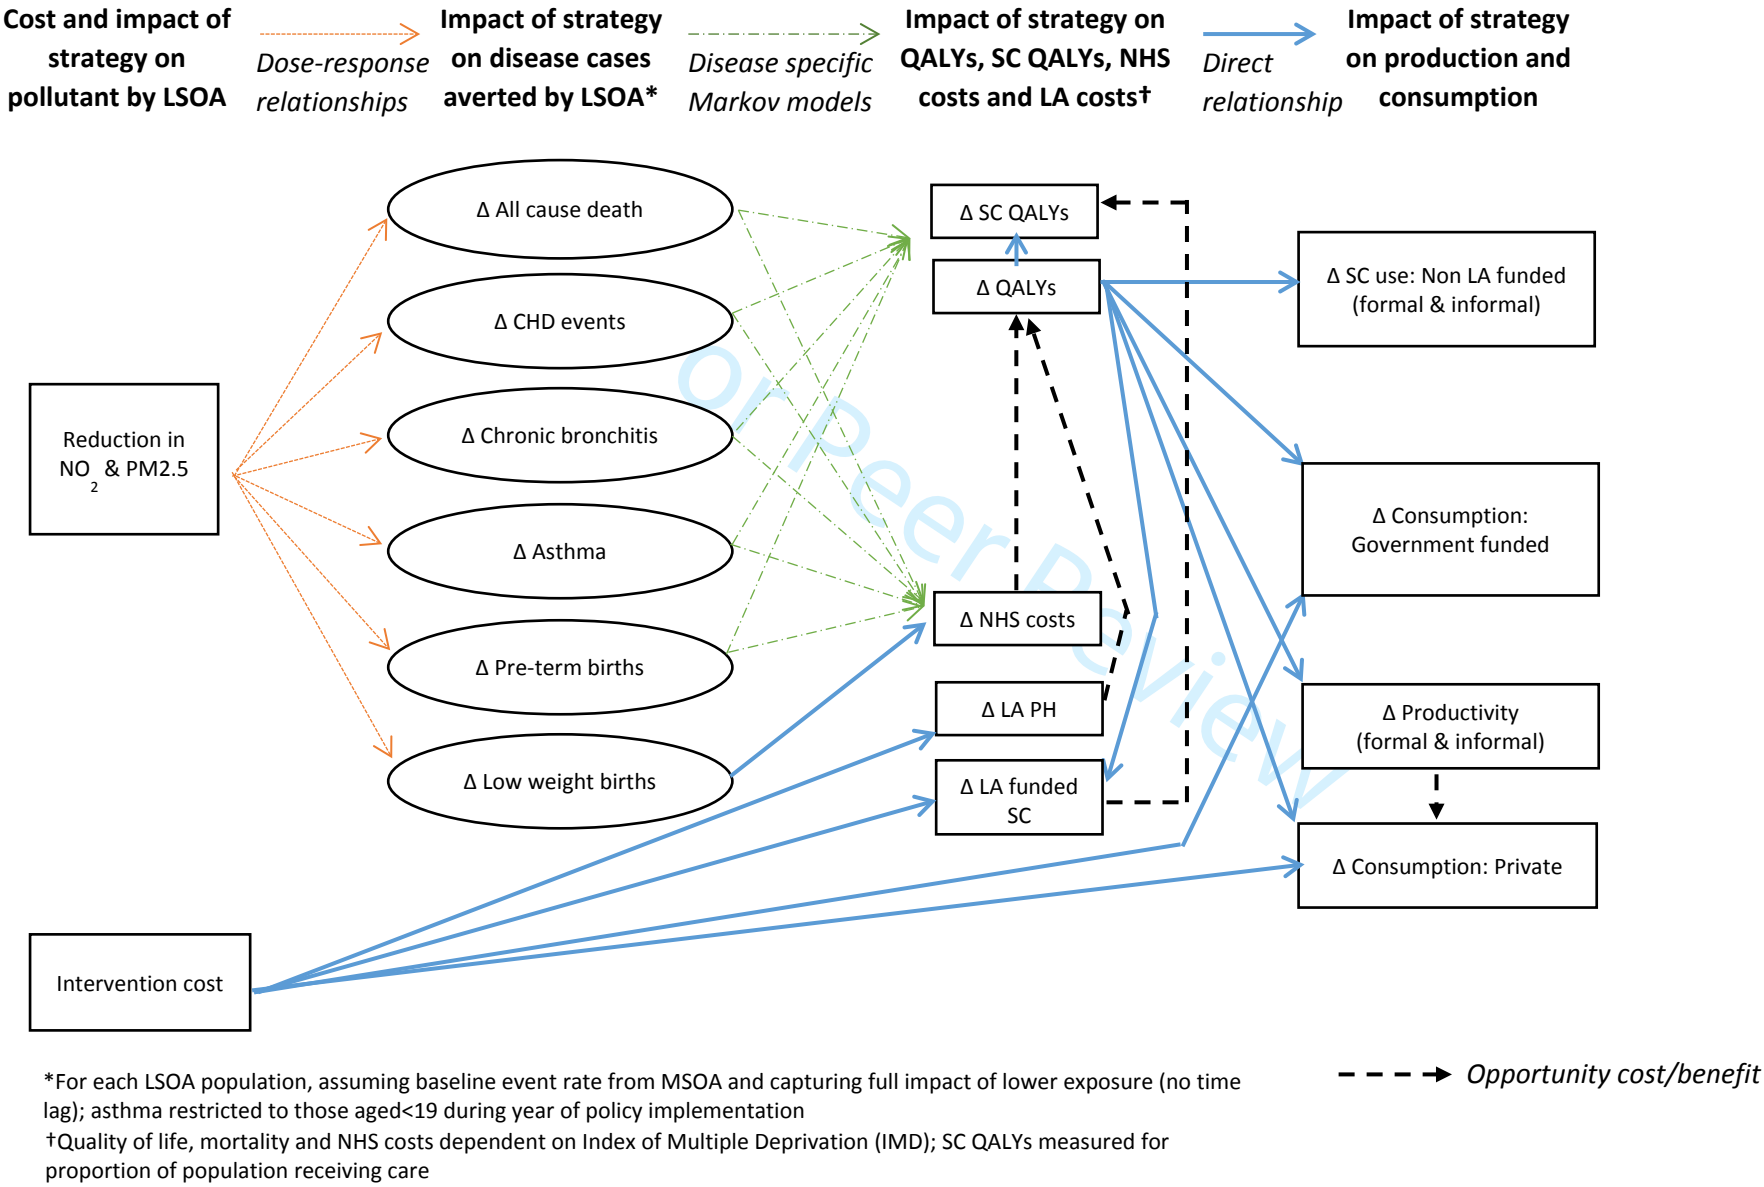 Cost and impact of
strategy on
pollutant by LSOA
Dose-response
relationships
Impact of strategy
on disease cases
averted by LSOA*
Disease specific
Markov models
Impact of strategy on
QALYs, SC QALYs, NHS
costs and LA costs†
Direct
relationship
Impact of strategy
on production and
consumption
Reduction in
NO2 & PM2.5
Intervention cost
Δ All cause death
Δ CHD events
Δ Chronic bronchitis
Δ Asthma
Δ Pre-term births
Δ Low weight births
Δ SC QALYs
Δ QALYs
Δ NHS costs
Δ LA PH
Δ LA funded
SC
Δ SC use: Non LA funded
(formal & informal)
Δ Consumption:
Government funded
Δ Productivity
(formal & informal)
Δ Consumption: Private
or Peer Review
*For each LSOA population, assuming baseline event rate from MSOA and capturing full impact of lower exposure (no time
lag); asthma restricted to those aged<19 during year of policy implementation
†Quality of life, mortality and NHS costs dependent on Index of Multiple Deprivation (IMD); SC QALYs measured for
proportion of population receiving care
Opportunity cost/benefit